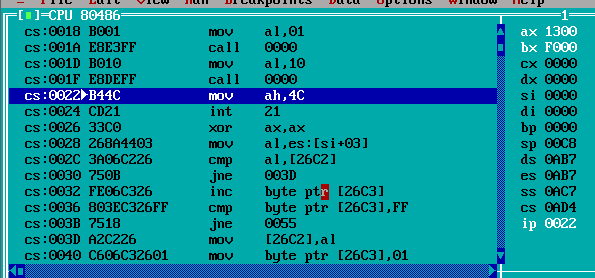 ≡ File Edit View Run Breakpoints Data Options Window Help
[■]=CPU 80486 1
cs:0018 B001 mov al,01 ax 1300
cs:001A E8E3FF call 0000 bx F000
cs:001D B010 mov al,10 cx 0000
cs:001F E8DEFF call 0000 dx 0000
cs:0022▶B44C mov ah,4C si 0000
cs:0024 CD21 int 21 di 0000
cs:0026 33C0 xor ax,ax bp 0000
cs:0028 268A4403 mov al,es:[si+03] sp 00C8
cs:002C 3A06C226 cmp al,[26C2] ds 0AB7
cs:0030 750B jne 003D es 0AB7
cs:0032 FE06C326 inc byte ptr [26C3] ss 0AC7
cs:0036 803EC326FF cmp byte ptr [26C3],FF cs 0AD4
cs:003B 7518 jne 0055 ip 0022
cs:003D A2C226 mov [26C2],al
cs:0040 C606C32601 mov byte ptr [26C3],01